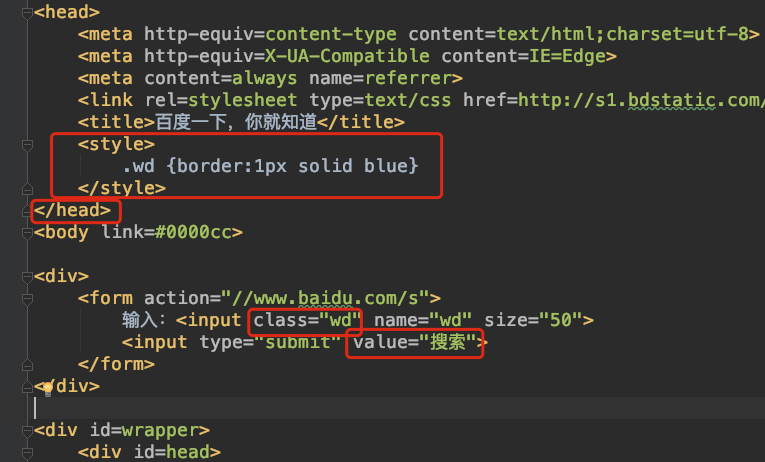 <head>
<meta http-equiv=content-type content=text/html;charset=utf-8>
<meta http-equiv=X-UA-Compatible content=IE=Edge>
<meta content=always name=referrer>
<link rel=stylesheet type=text/css href=http://s1.bdstatic.com/
<title>百度一下，你就知道</title>
<style>
.wd {border:1px solid blue}
</style>
</head>
<body link=#0000cc>
<div>
<form action="//www.baidu.com/s">
输入：<input class="wd" name="wd" size="50">
<input type="submit" value="搜索">
</form>
</div>
<div id=wrapper>
<div id=head>